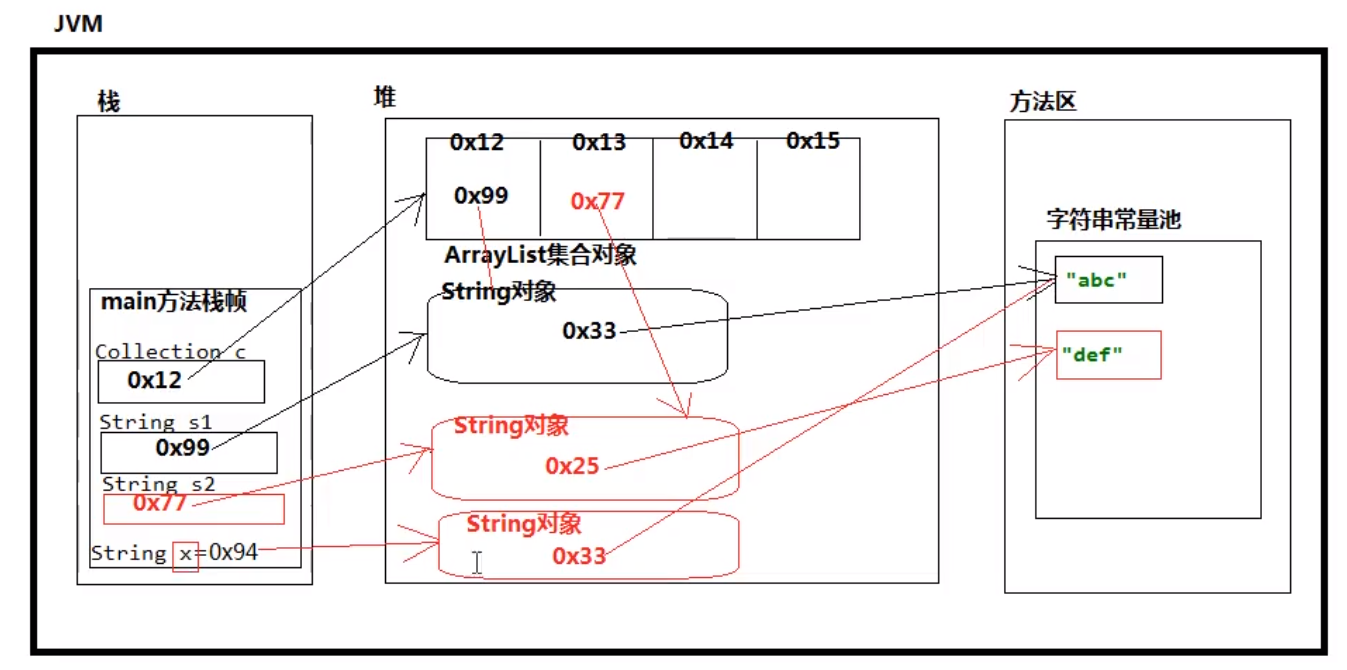 JVM
栈
main方法栈帧
Collection c
0x12
String s1
0x99
String s2
0x77
String x=0x94
堆
0x12 0x13 0x14 0x15
0x99 0x77
ArrayList集合对象
String对象
0x33
String对象
0x25
String对象
0x33
方法区
字符串常量池
"abc"
"def"